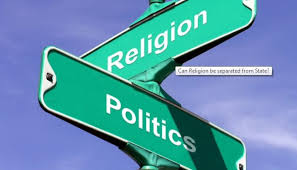 Religion
Can Religion be separated from State?
Politics